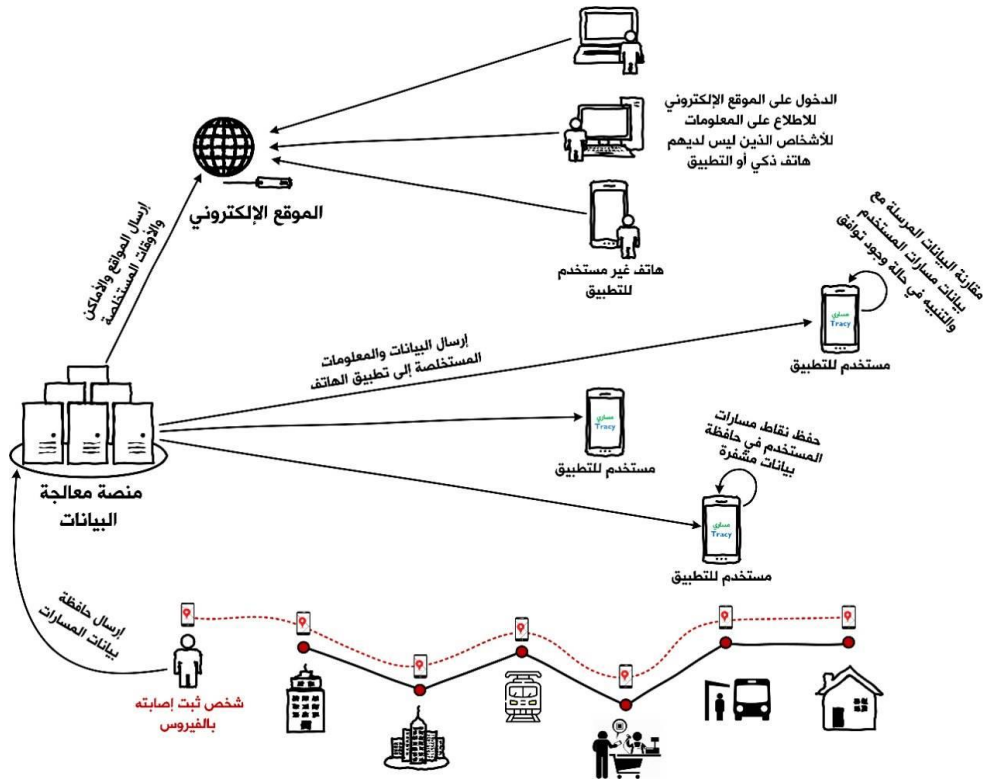 الدخول على الموقع الإلكتروني
للاطلاع على المعلومات
للأشخاص الذين ليس لديهم
هاتف ذكي أو التطبيق
الموقع الإلكتروني
هاتف غير مستخدم
للتطبيق
إرسال المواقع والأماكن
والأوقات المستخلصة
مقارنة البيانات المرسلة مع
بيانات مسارات المستخدم
والتنبيه في حالة وجود توافق
مساري
Tracy
مستخدم للتطبيق
إرسال البيانات والمعلومات
المستخلصة إلى تطبيق الهاتف
مساري
Tracy
مستخدم للتطبيق
حفظ نقاط مسارات
المستخدم في حافظة
بيانات مشفرة
مساري
Tracy
مستخدم للتطبيق
منصة معالجة
البيانات
إرسال حافظة
بيانات المسارات
شخص ثبت إصابته
بالفيروس